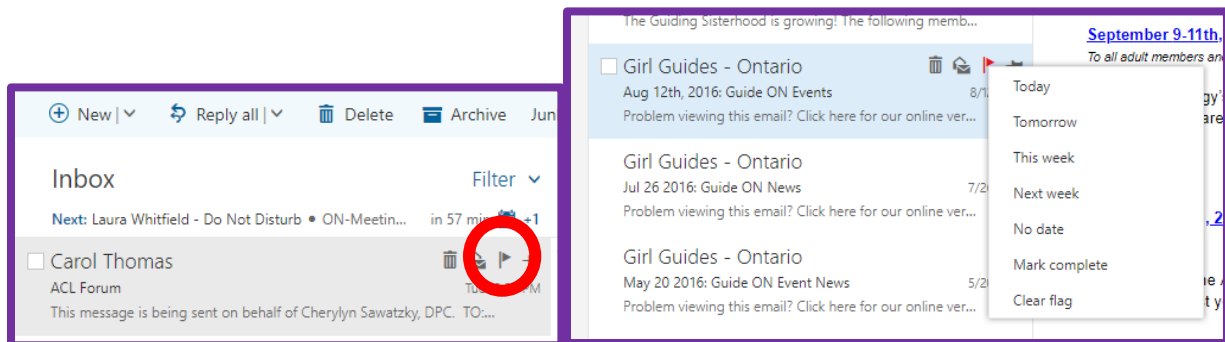 New
Reply all
Delete
Archive
Inbox
Filter
Next: Laura Whitfield - Do Not Disturb • ON-Meetin... in 57 min +1
Carol Thomas
ACL Forum
This message is being sent on behalf of Cherylyn Sawatzky, DPC. TO:...
The Guiding Sisterhood is growing! The following memb...
Girl Guides - Ontario
Aug 12th, 2016: Guide ON Events
Problem viewing this email? Click here for our online ver...
Girl Guides - Ontario
Jul 26 2016: Guide ON News
Problem viewing this email? Click here for our online ver...
Girl Guides - Ontario
May 20 2016: Guide ON Event News
Problem viewing this email? Click here for our online ver...
September 9-11th,
To all adult members
Today
Tomorrow
This week
Next week
No date
Mark complete
Clear flag